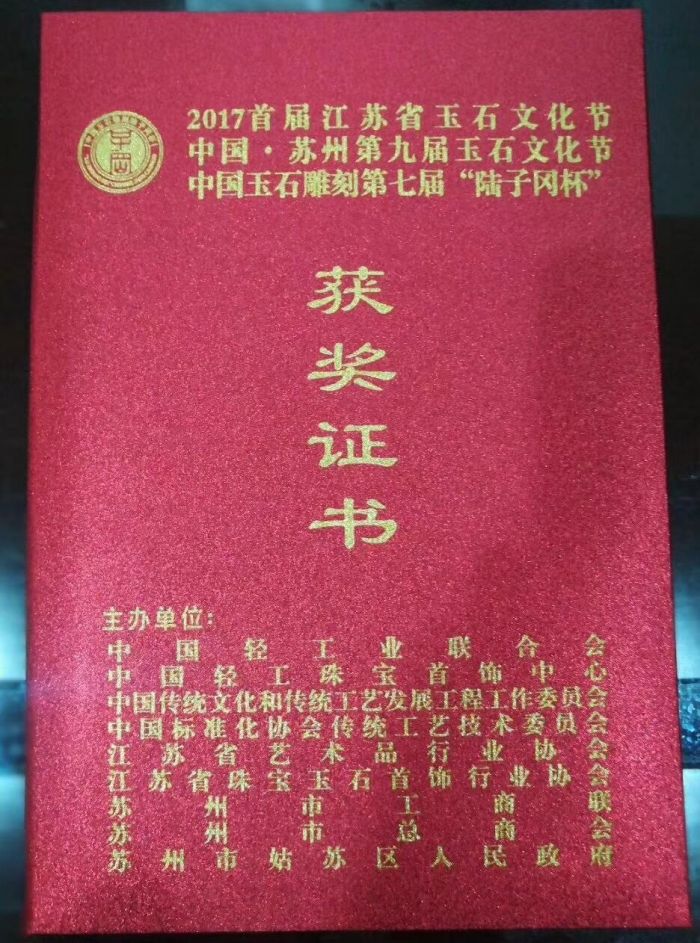 2017首届江苏省玉石文化节
中国·苏州第九届玉石文化节
中国玉石雕刻第七届“陆子冈杯”
获奖证书
主办单位：
中国轻工业联合会
中国轻工珠宝首饰中心
中国传统文化和传统工艺发展工程工作委员会
中国标准化协会传统工艺技术委员会
江苏省艺术品行业协会
江苏省珠宝玉石首饰行业协会
苏州市工商联
苏州市总商会
苏州市姑苏区人民政府